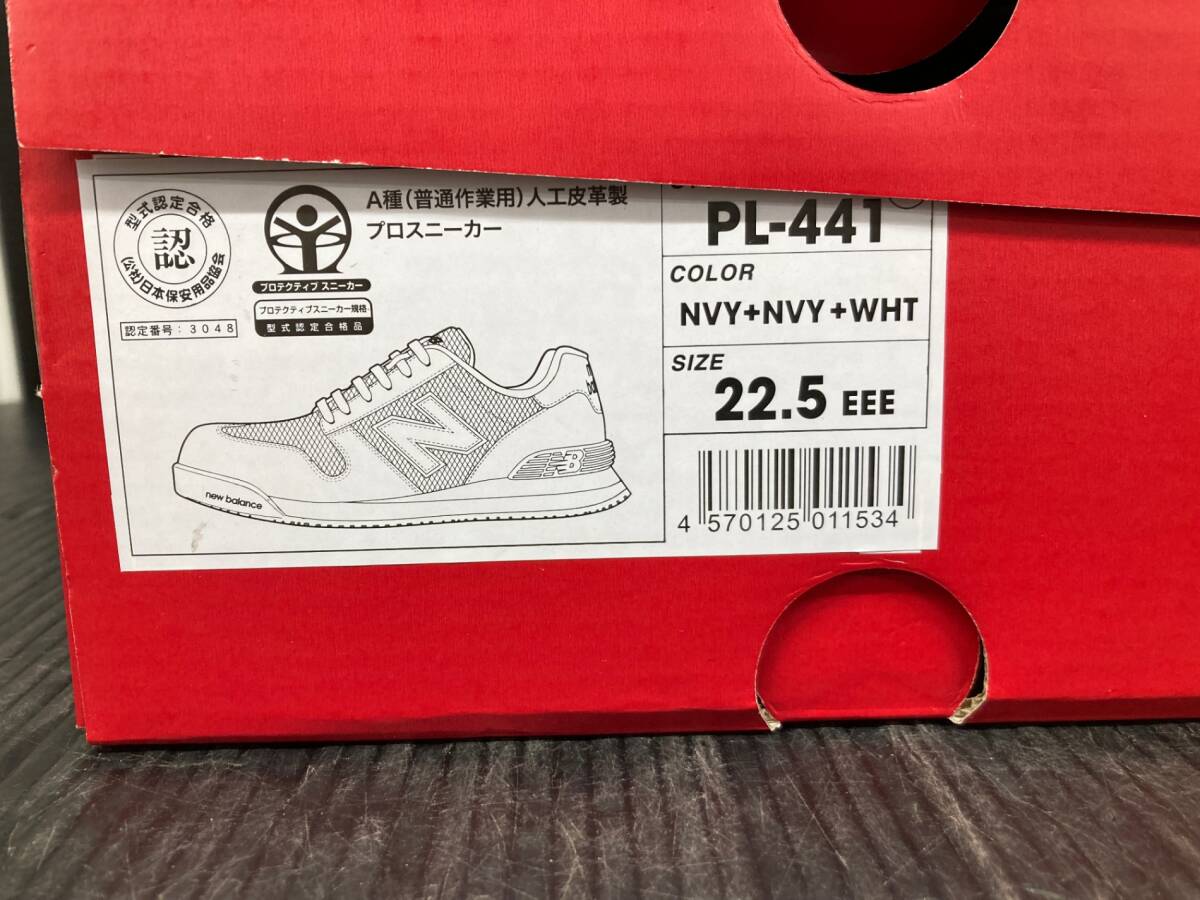 型式認定合格
認
(公社)日本保安用品協会
認定番号:3048
プロテクティブ スニーカー
プロテクティブスニーカー規格
型式認定合格品
A種(普通作業用)人工皮革製
プロスニーカー
PL-441
COLOR
NVY+NVY+WHT
SIZE
22.5 EEE
4 570125 011534
N
NB
new balance